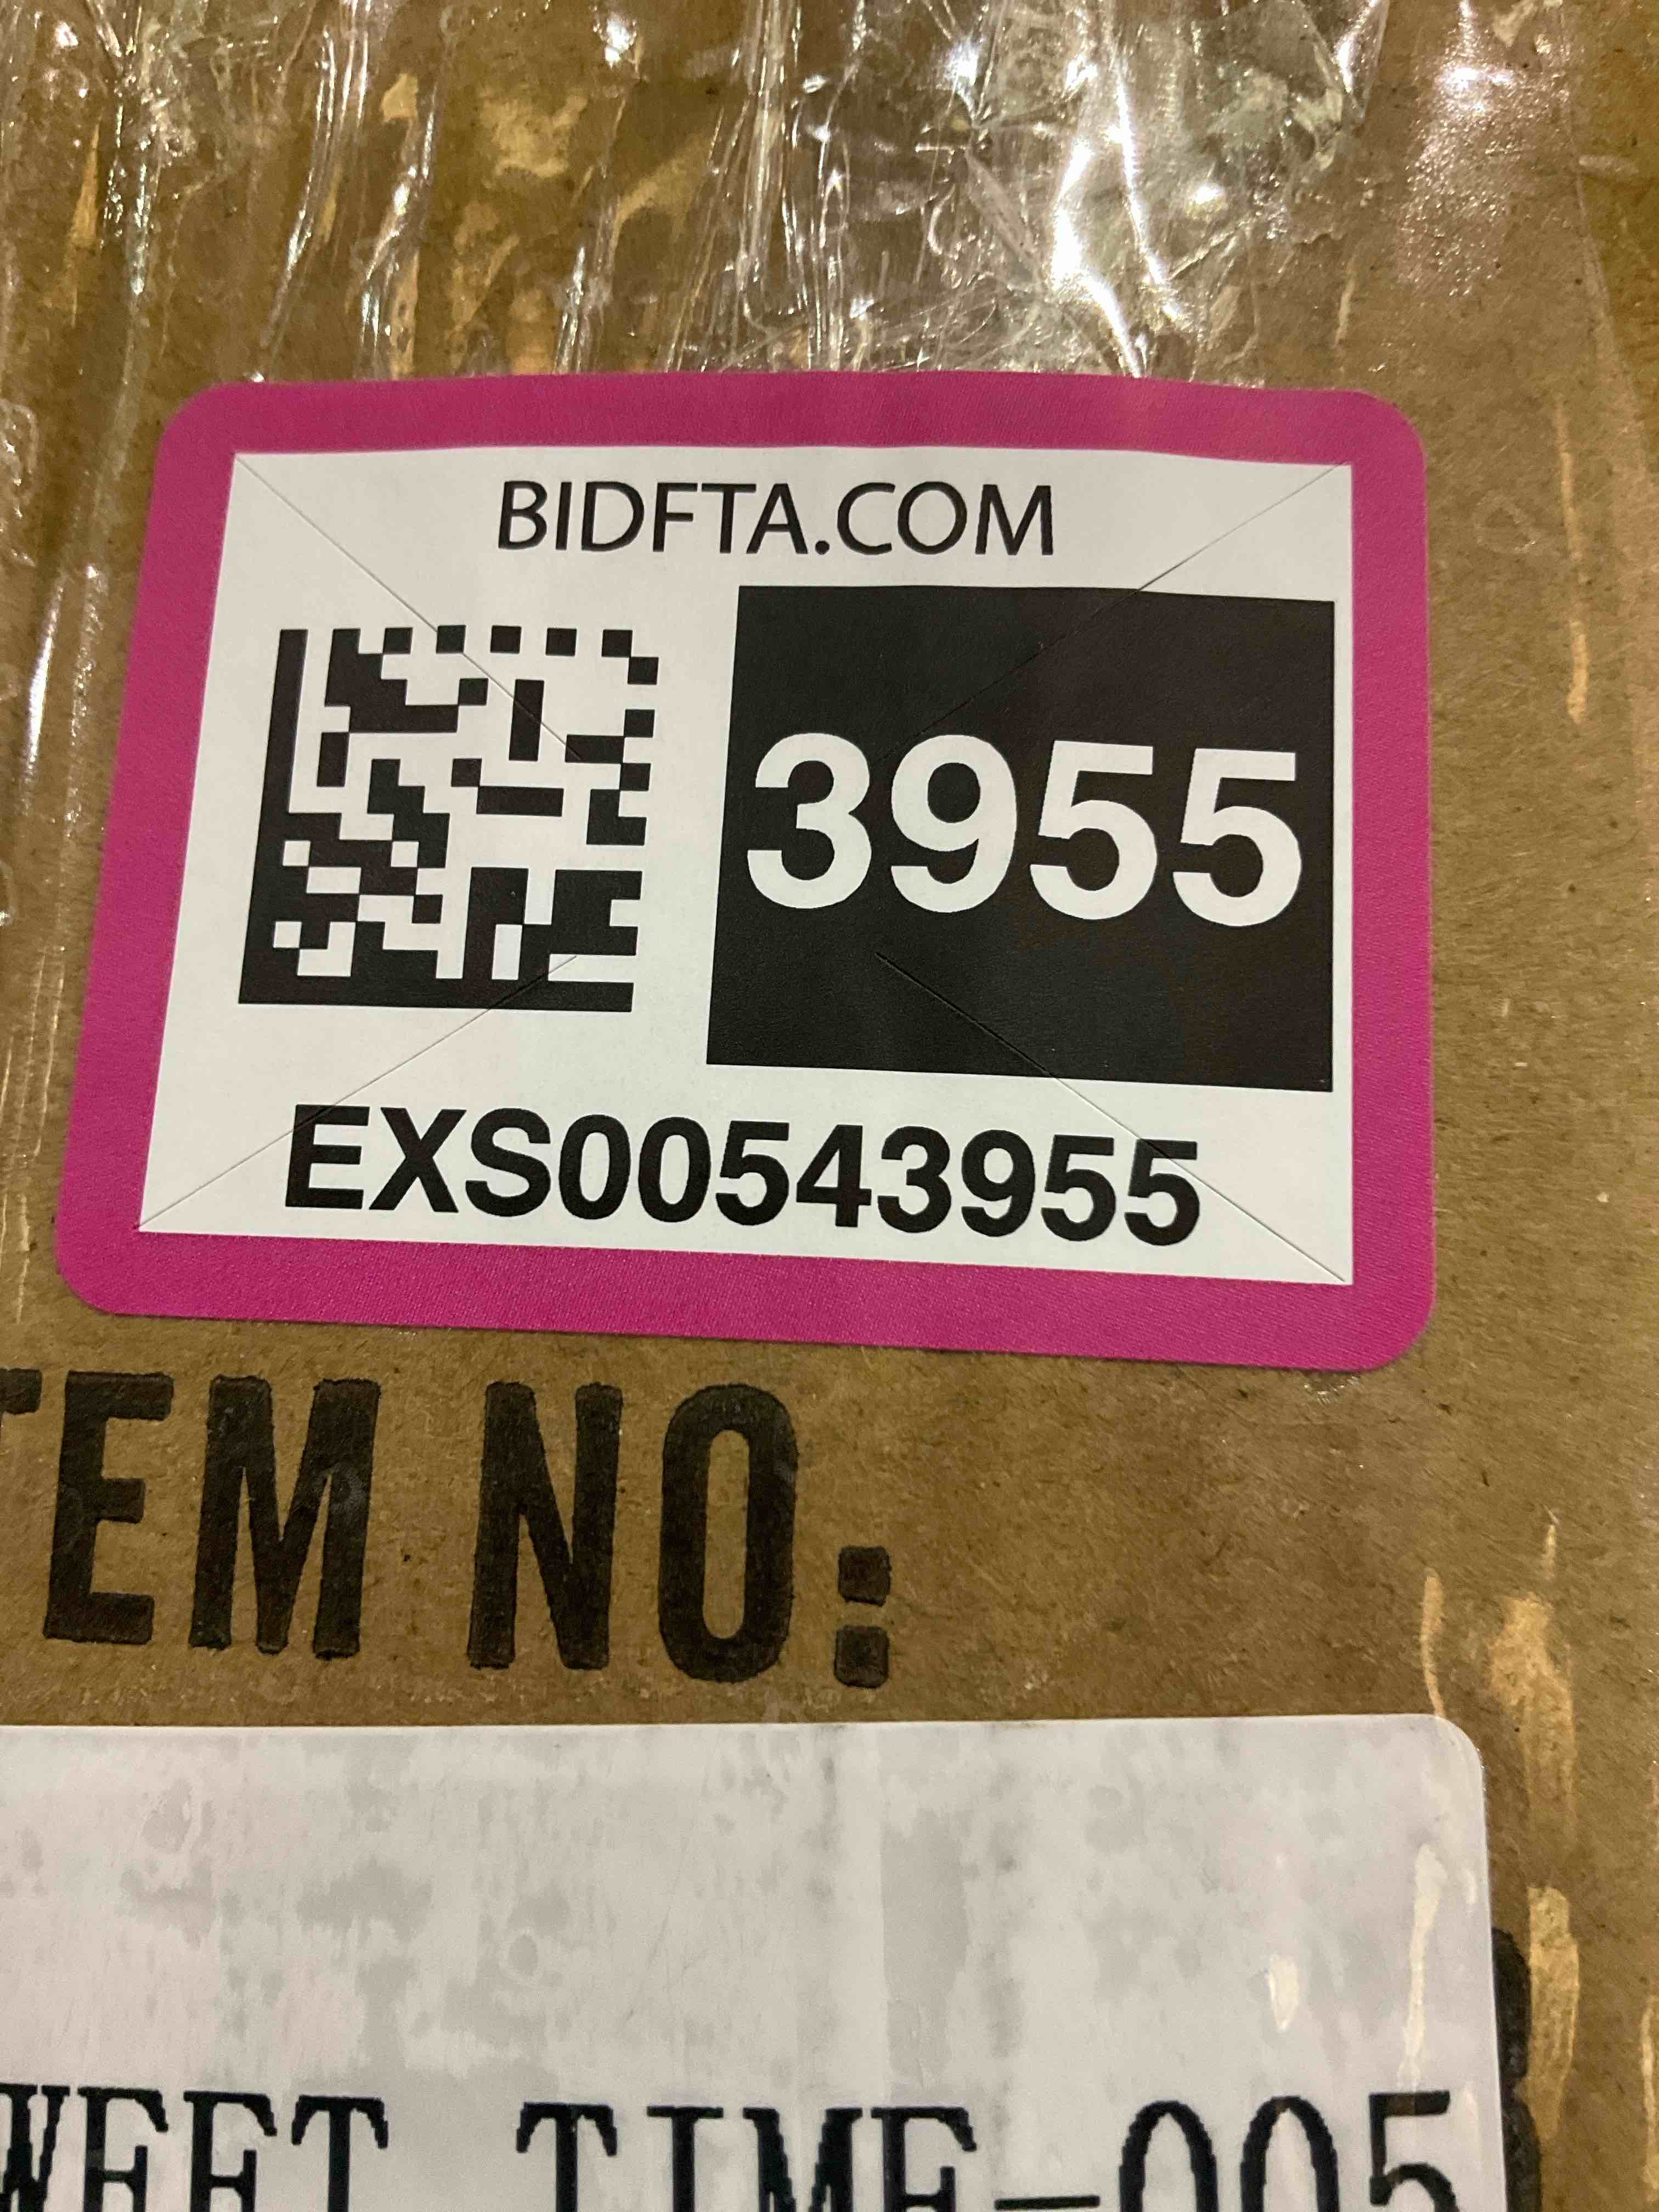 BIDFTA.COM
3955
EXS00543955
TEM NO:
WEET TIME-005